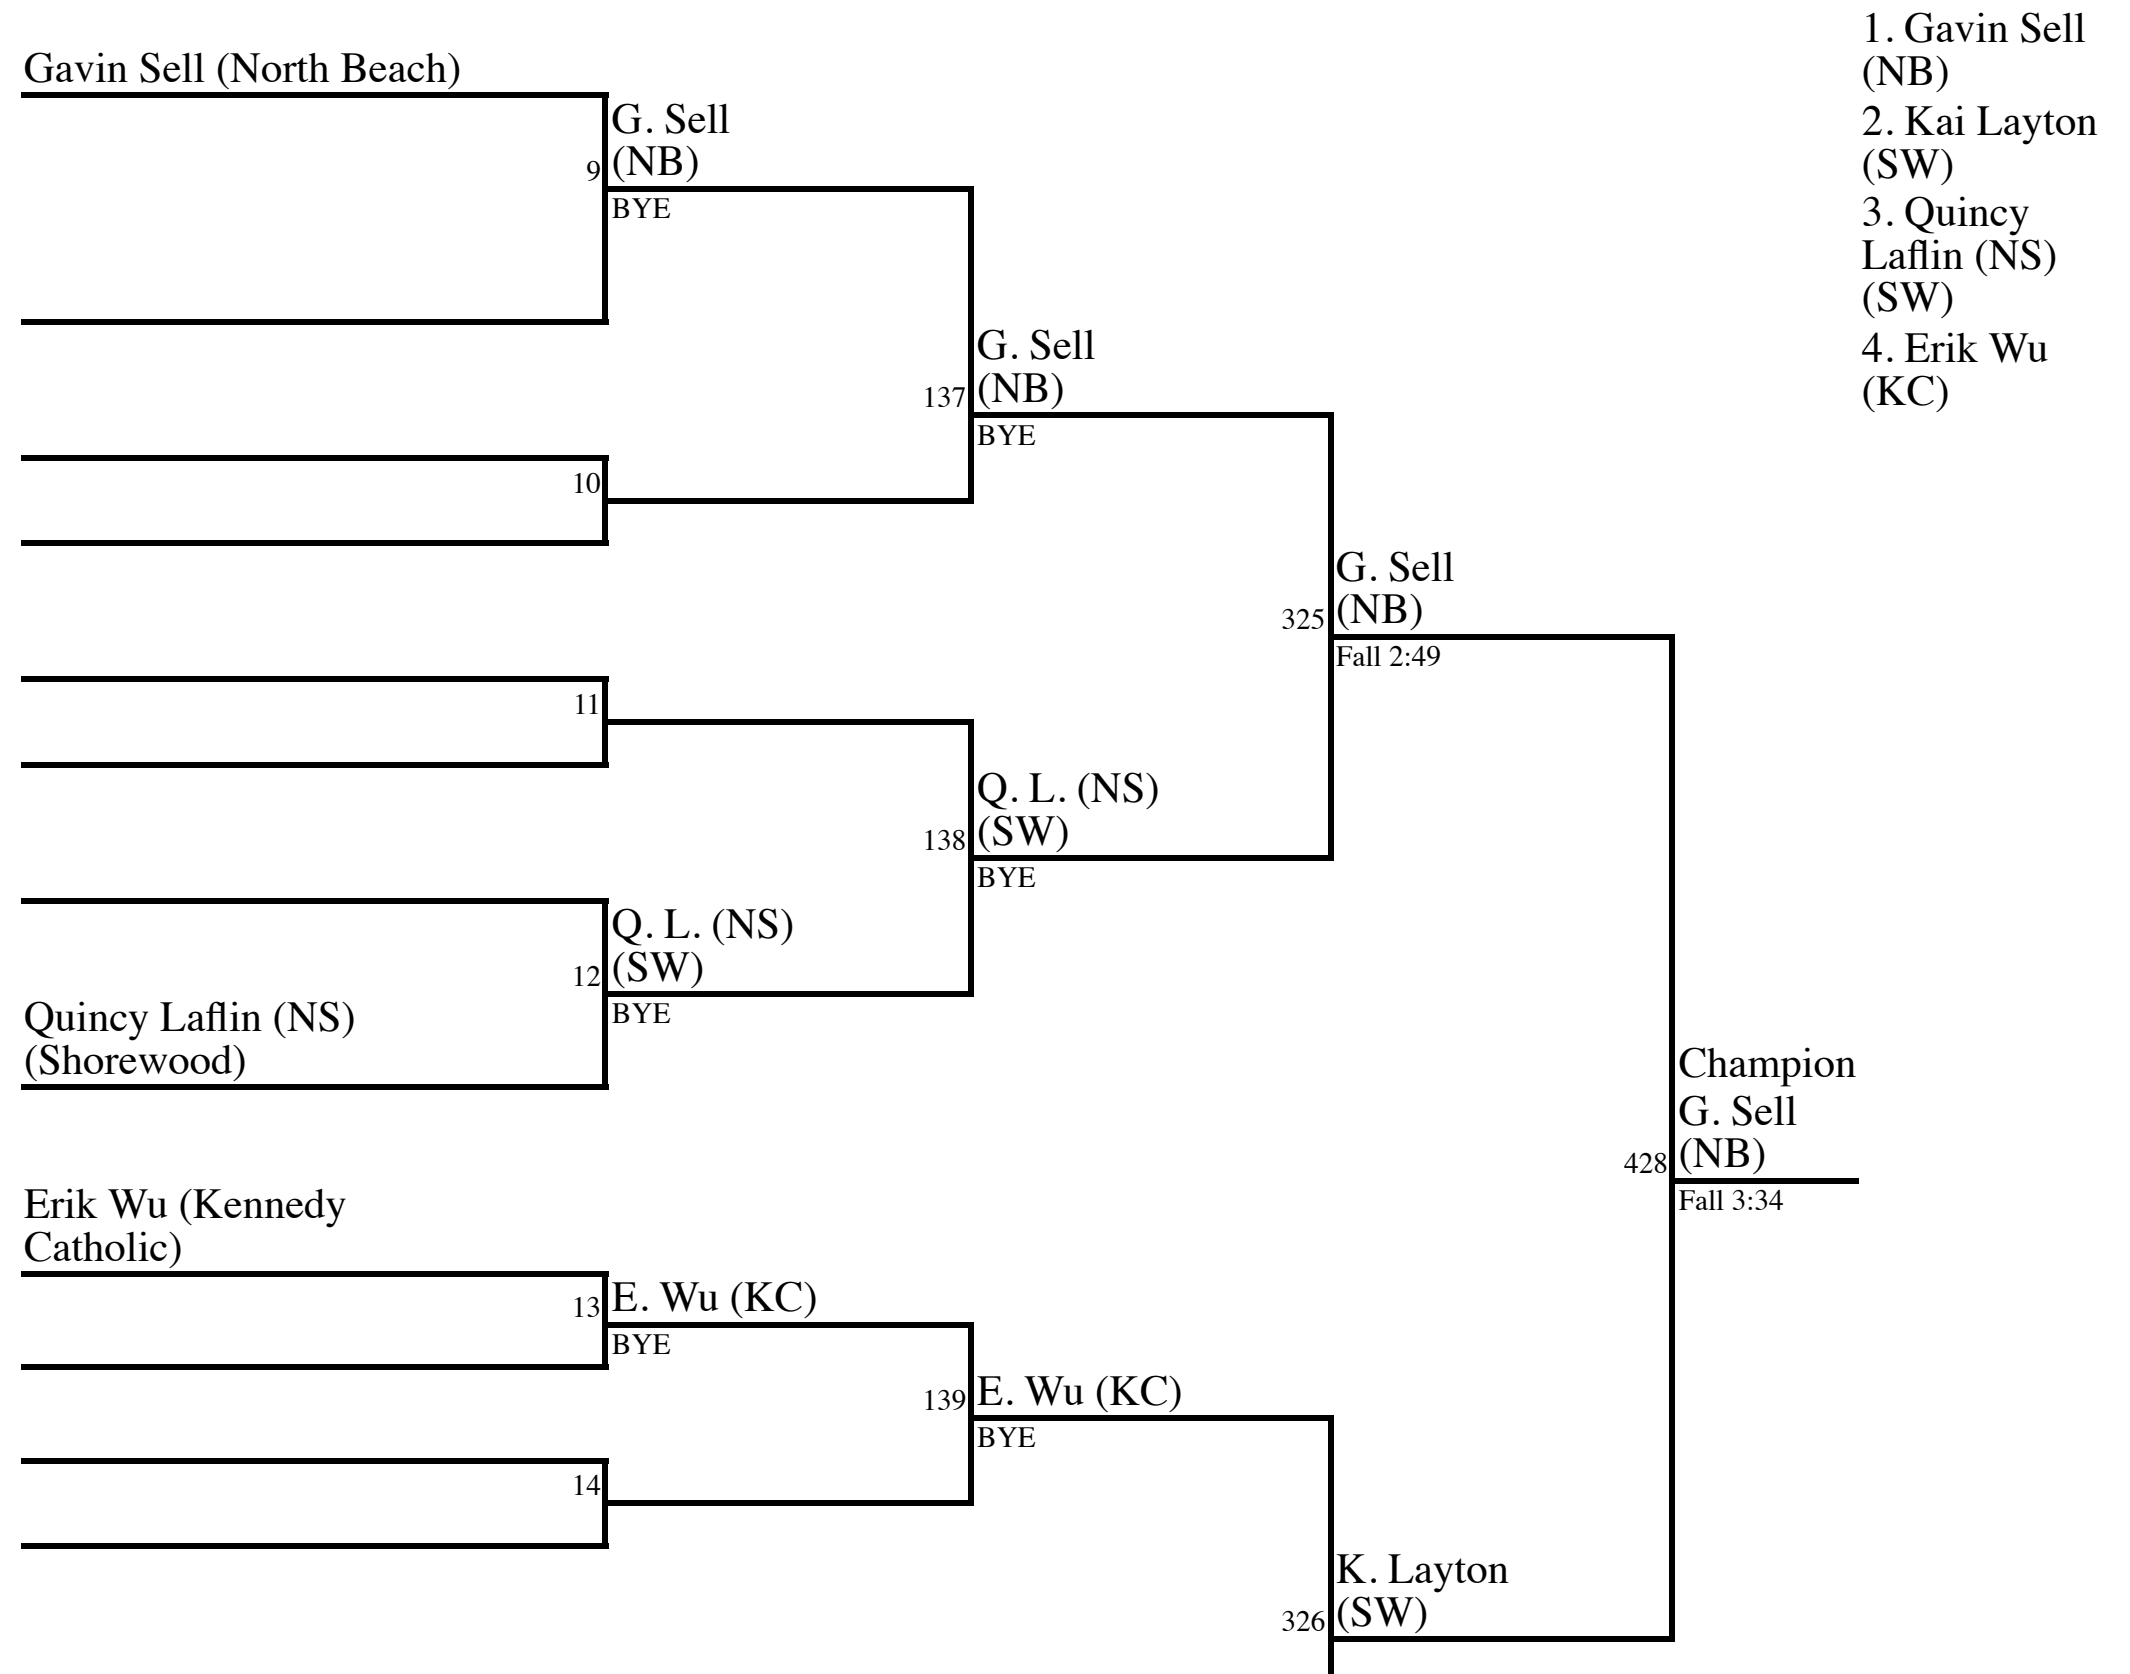 Gavin Sell (North Beach)
9
G. Sell
(NB)
BYE
137
G. Sell
(NB)
BYE
10
325
G. Sell
(NB)
Fall 2:49
11
138
Q. L. (NS)
(SW)
BYE
12
Q. L. (NS)
(SW)
BYE
Quincy Laflin (NS)
(Shorewood)
428
Champion
G. Sell
(NB)
Fall 3:34
Erik Wu (Kennedy
Catholic)
13
E. Wu (KC)
BYE
139
E. Wu (KC)
BYE
14
326
K. Layton
(SW)
1. Gavin Sell
(NB)
2. Kai Layton
(SW)
3. Quincy
Laflin (NS)
(SW)
4. Erik Wu
(KC)